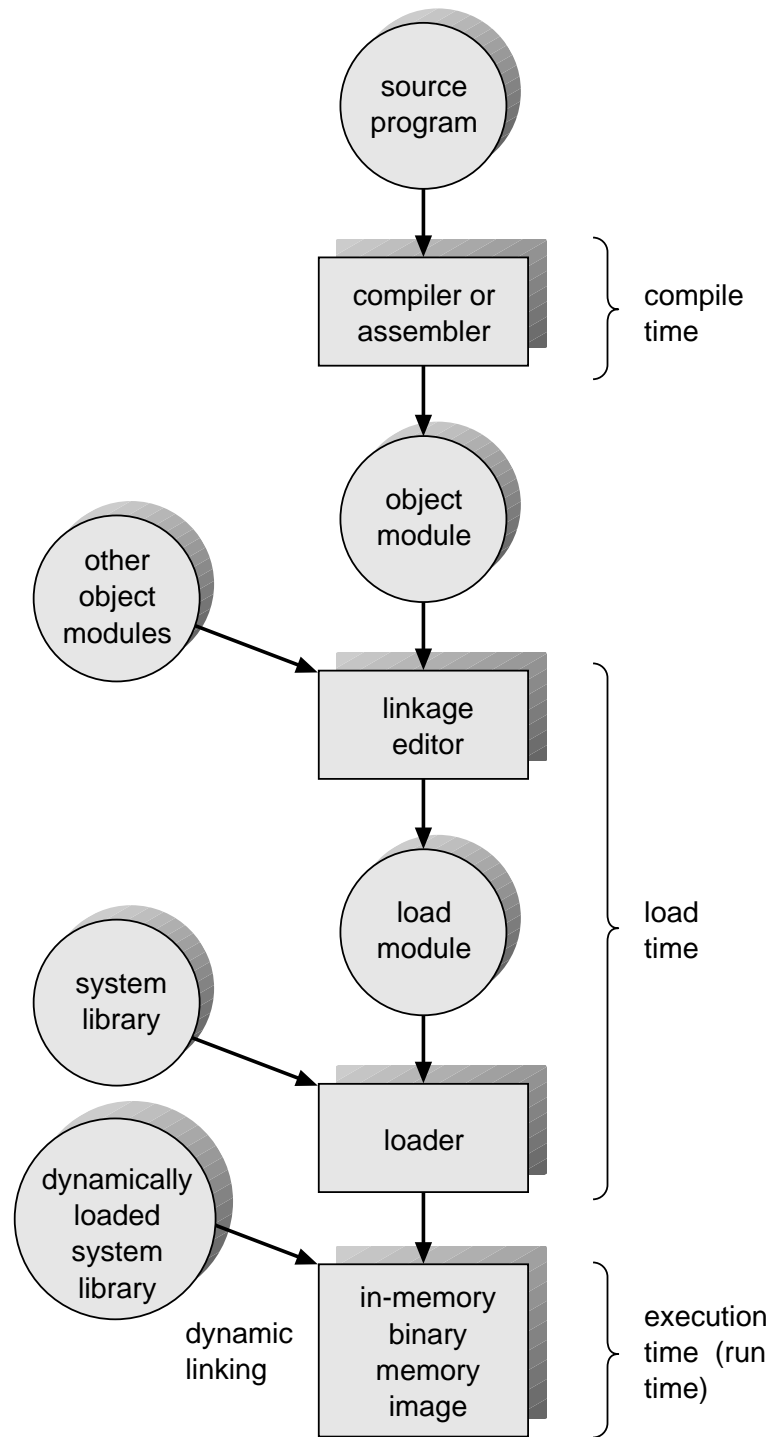 source
program
compiler or
assembler
compile
time
object
module
other
object
modules
linkage
editor
load
module
load
time
system
library
loader
dynamically
loaded
system
library
dynamic
linking
in-memory
binary
memory
image
execution
time (run
time)